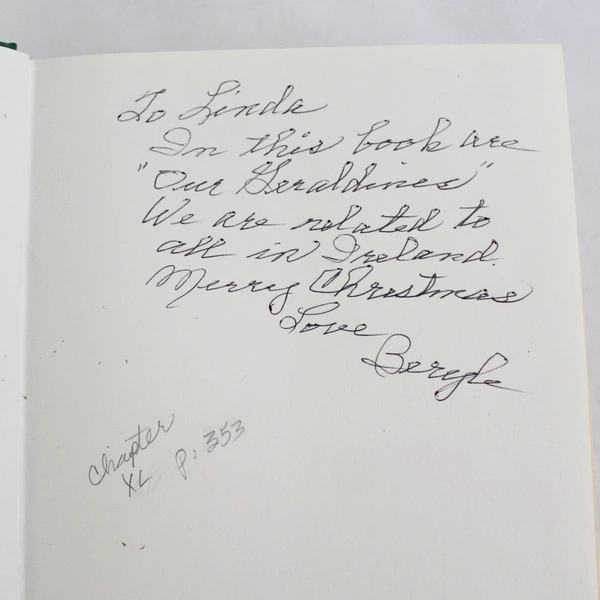 To Linda
In this book are
"Our Geraldines"
We are related to
all in Ireland.
Merry Christmas
Love
Beryle
Chapter
XL p. 353